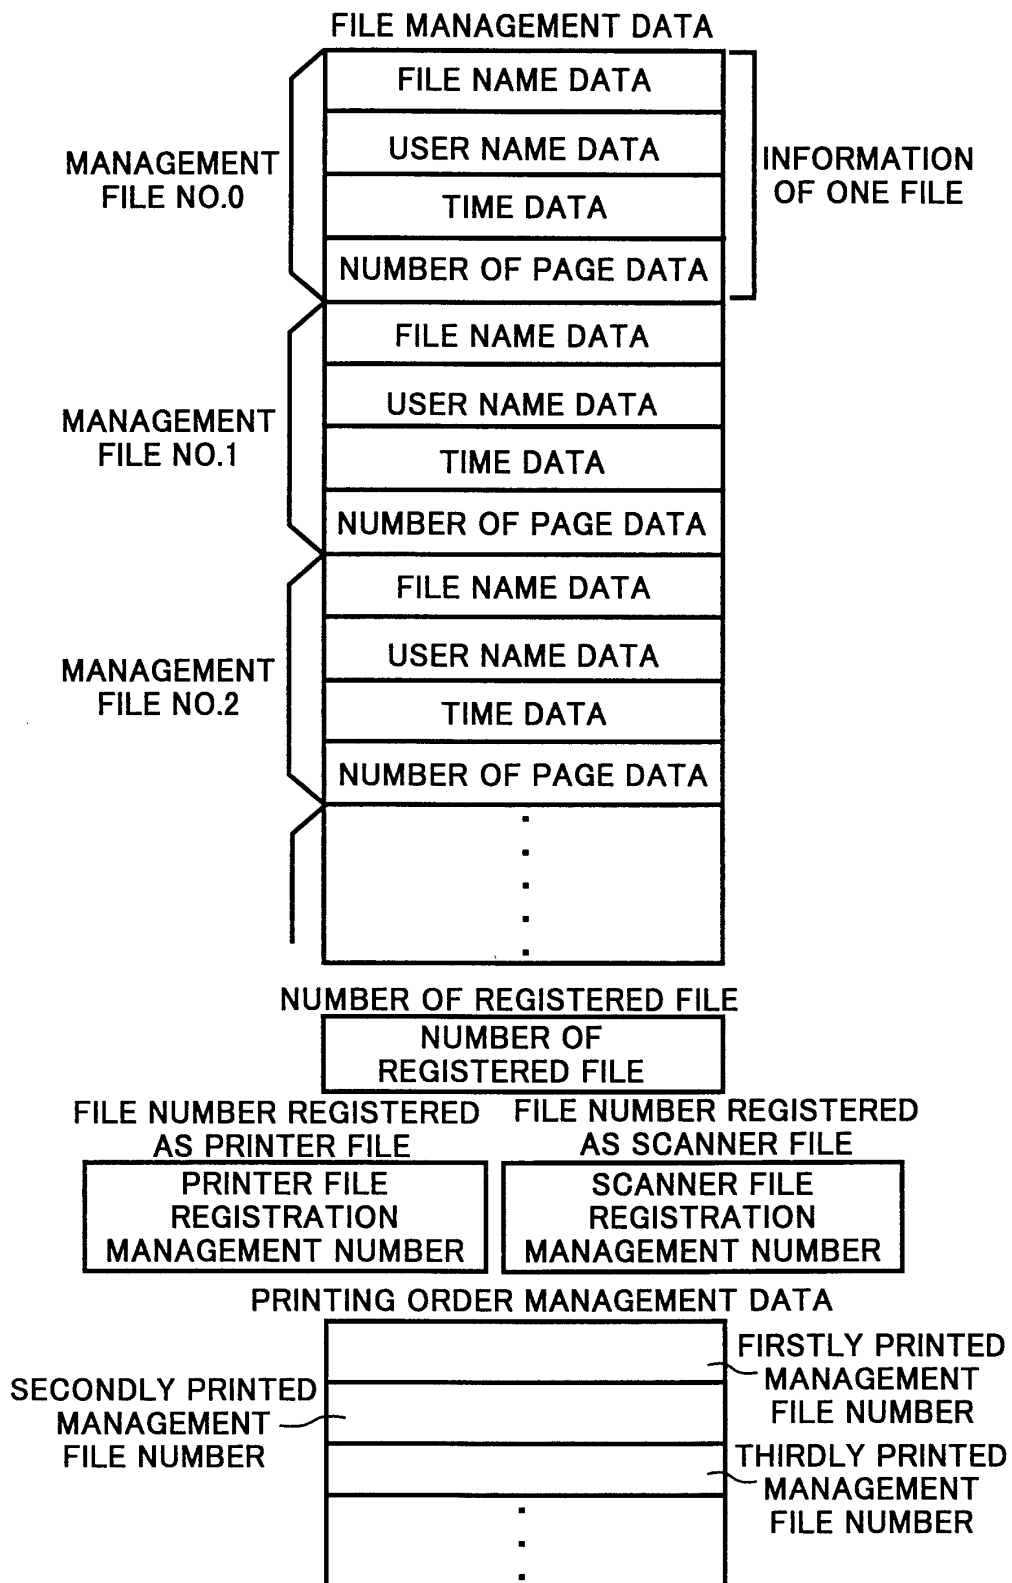 FILE MANAGEMENT DATA
FILE NAME DATA
USER NAME DATA
TIME DATA
NUMBER OF PAGE DATA
MANAGEMENT
FILE NO.0
INFORMATION
OF ONE FILE
FILE NAME DATA
USER NAME DATA
TIME DATA
NUMBER OF PAGE DATA
MANAGEMENT
FILE NO.1
FILE NAME DATA
USER NAME DATA
TIME DATA
NUMBER OF PAGE DATA
MANAGEMENT
FILE NO.2
NUMBER OF REGISTERED FILE
NUMBER OF
REGISTERED FILE
FILE NUMBER REGISTERED
AS PRINTER FILE
PRINTER FILE
REGISTRATION
MANAGEMENT NUMBER
FILE NUMBER REGISTERED
AS SCANNER FILE
SCANNER FILE
REGISTRATION
MANAGEMENT NUMBER
PRINTING ORDER MANAGEMENT DATA
FIRSTLY PRINTED
MANAGEMENT
FILE NUMBER
SECONDLY PRINTED
MANAGEMENT
FILE NUMBER
THIRDLY PRINTED
MANAGEMENT
FILE NUMBER